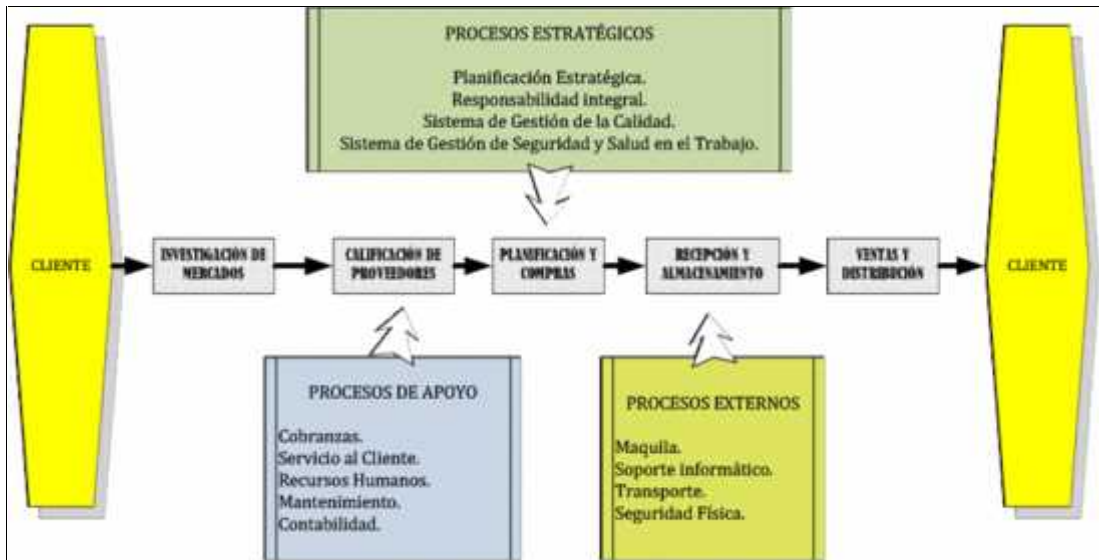 PROCESOS ESTRATÉGICOS
Planificación Estratégica.
Responsabilidad integral.
Sistema de Gestión de la Calidad.
Sistema de Gestión de Seguridad y Salud en el Trabajo.
CLIENTE
INVESTIGACIÓN DE
MERCADOS
CALIFICACIÓN DE
PROVEEDORES
PLANIFICACIÓN Y
COMPRAS
RECEPCIÓN Y
ALMACENAMIENTO
VENTAS Y
DISTRIBUCIÓN
CLIENTE
PROCESOS DE APOYO
Cobranzas.
Servicio al Cliente.
Recursos Humanos.
Mantenimiento.
Contabilidad.
PROCESOS EXTERNOS
Maquila.
Soporte informático.
Transporte.
Seguridad Física.